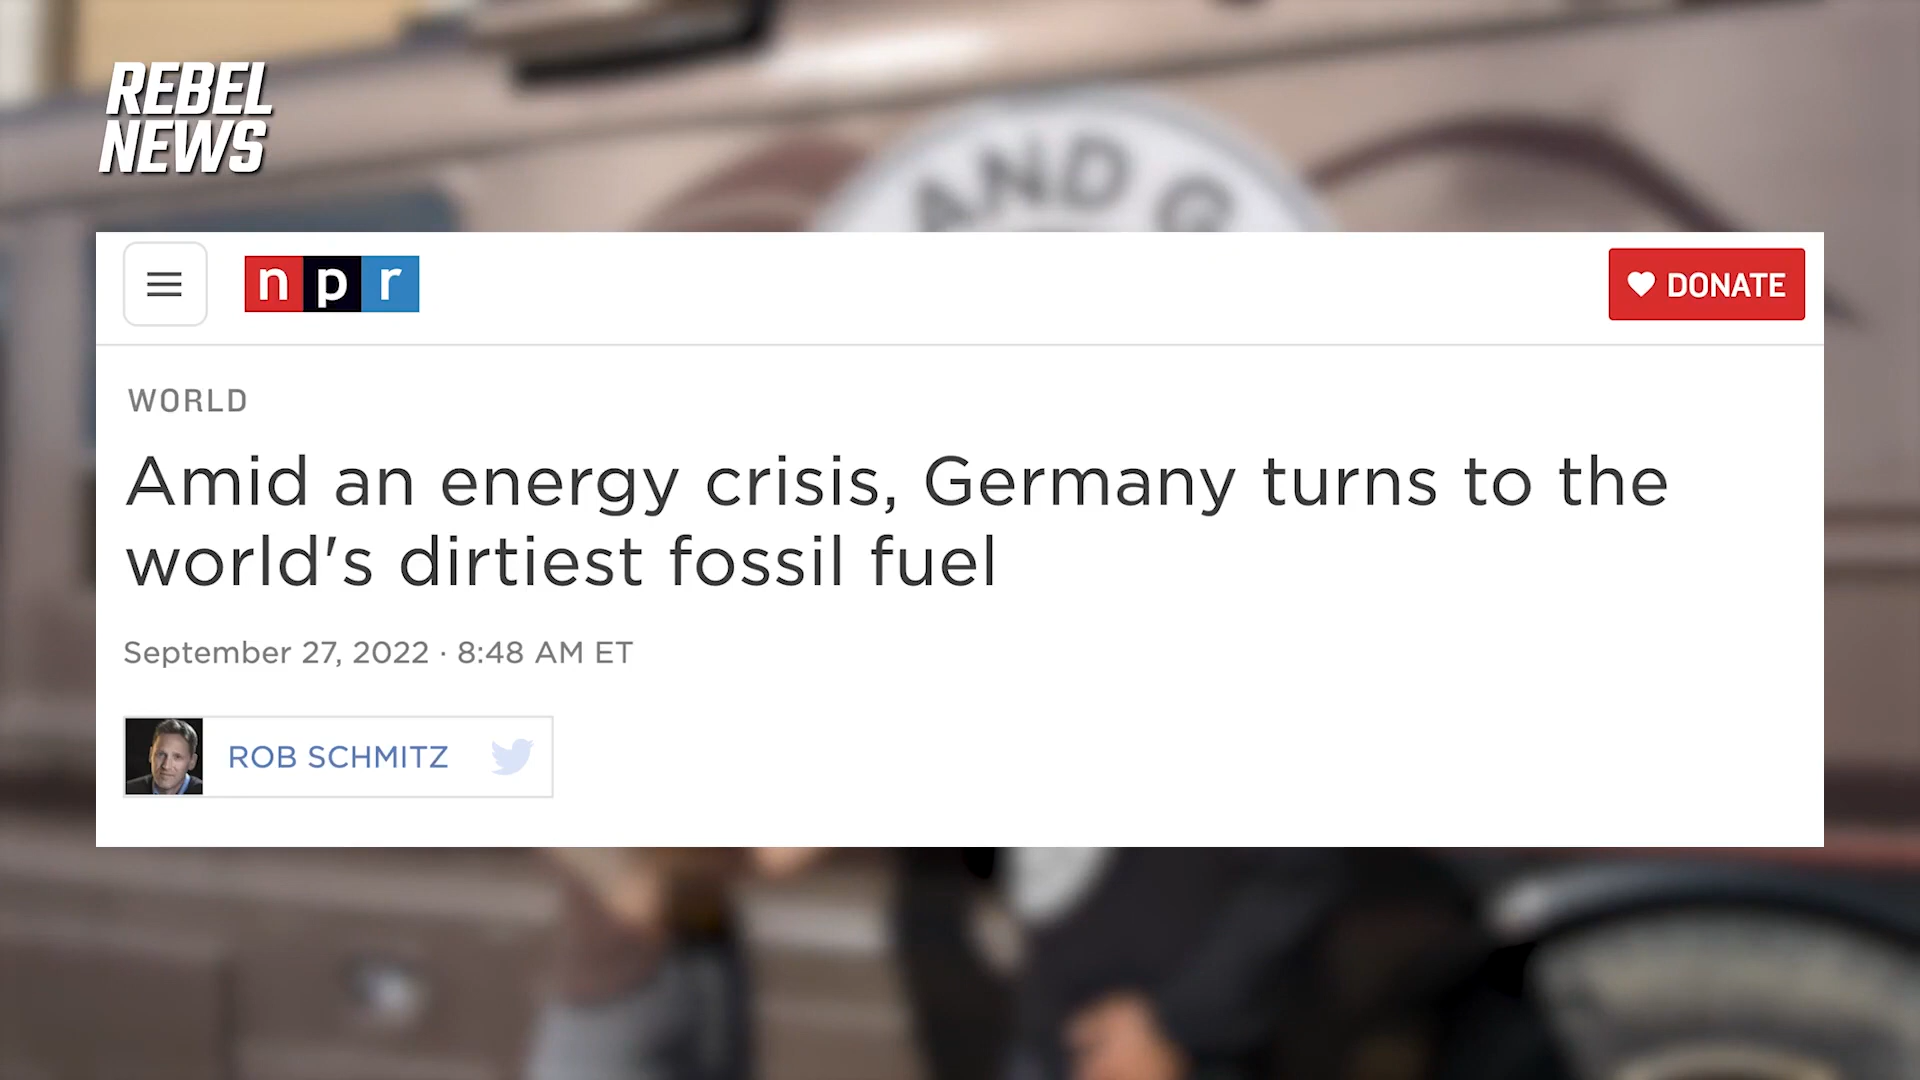 REBEL
NEWS
AND G
npr
DONATE
WORLD
Amid an energy crisis, Germany turns to the
world's dirtiest fossil fuel
September 27, 2022 · 8:48 AM ET
ROB SCHMITZ